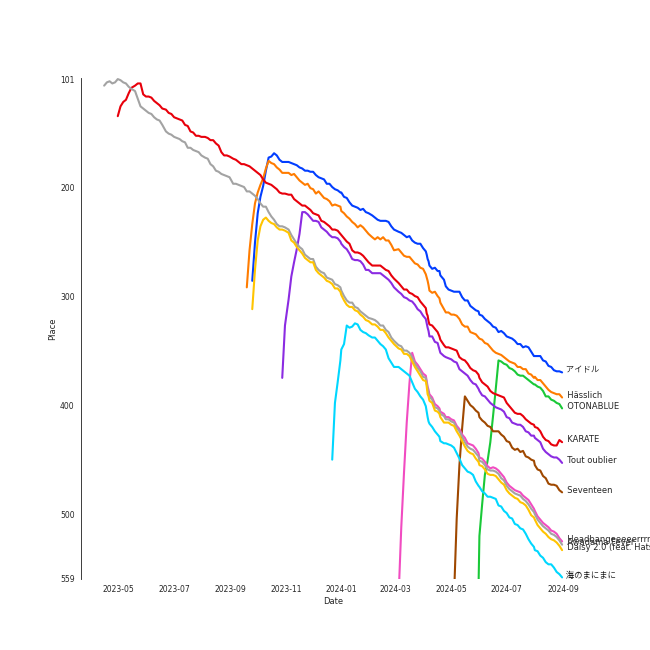 101
200
300
400
500
559
Place
2023-05
2023-07
2023-09
2023-11
2024-01
2024-03
2024-05
2024-07
2024-09
Date
アイドル
Hässlich
OTONABLUE
KARATE
Tout oublier
Seventeen
Daisy 2.0 (feat. Hats
海のまにまに